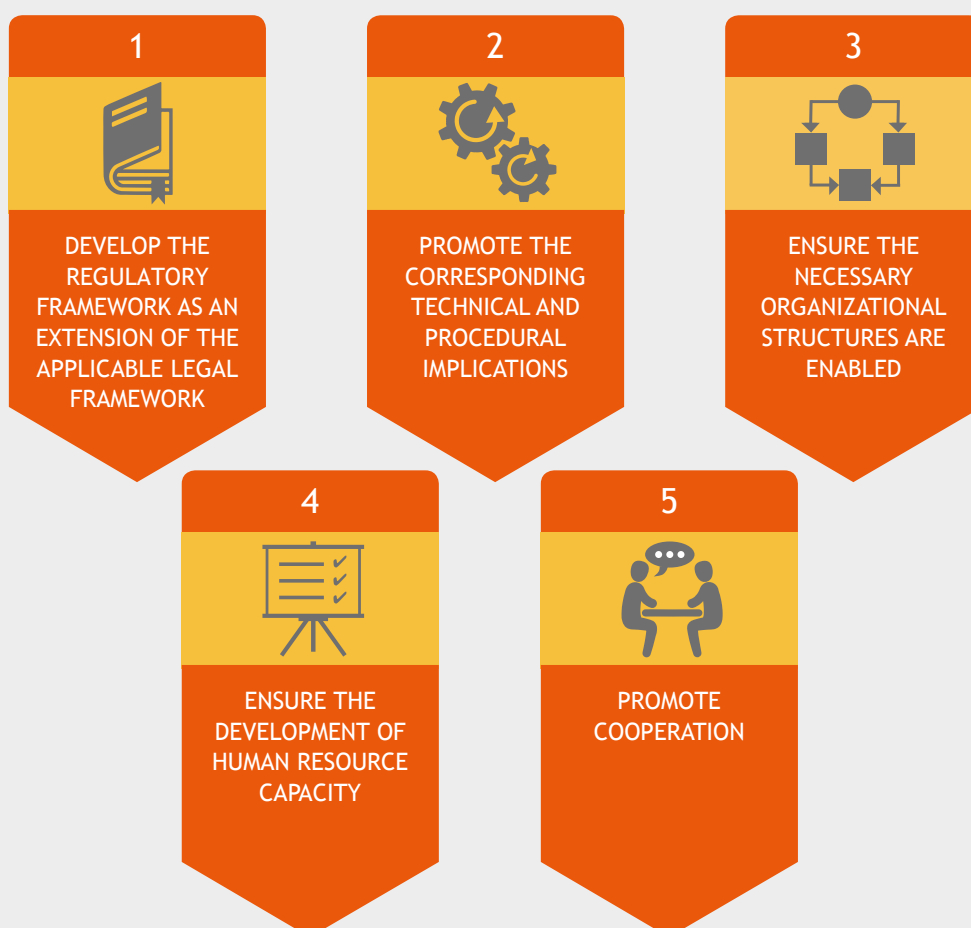 1
DEVELOP THE
REGULATORY
FRAMEWORK AS AN
EXTENSION OF THE
APPLICABLE LEGAL
FRAMEWORK
2
PROMOTE THE
CORRESPONDING
TECHNICAL AND
PROCEDURAL
IMPLICATIONS
3
ENSURE THE
NECESSARY
ORGANIZATIONAL
STRUCTURES ARE
ENABLED
4
ENSURE THE
DEVELOPMENT OF
HUMAN RESOURCE
CAPACITY
5
PROMOTE
COOPERATION